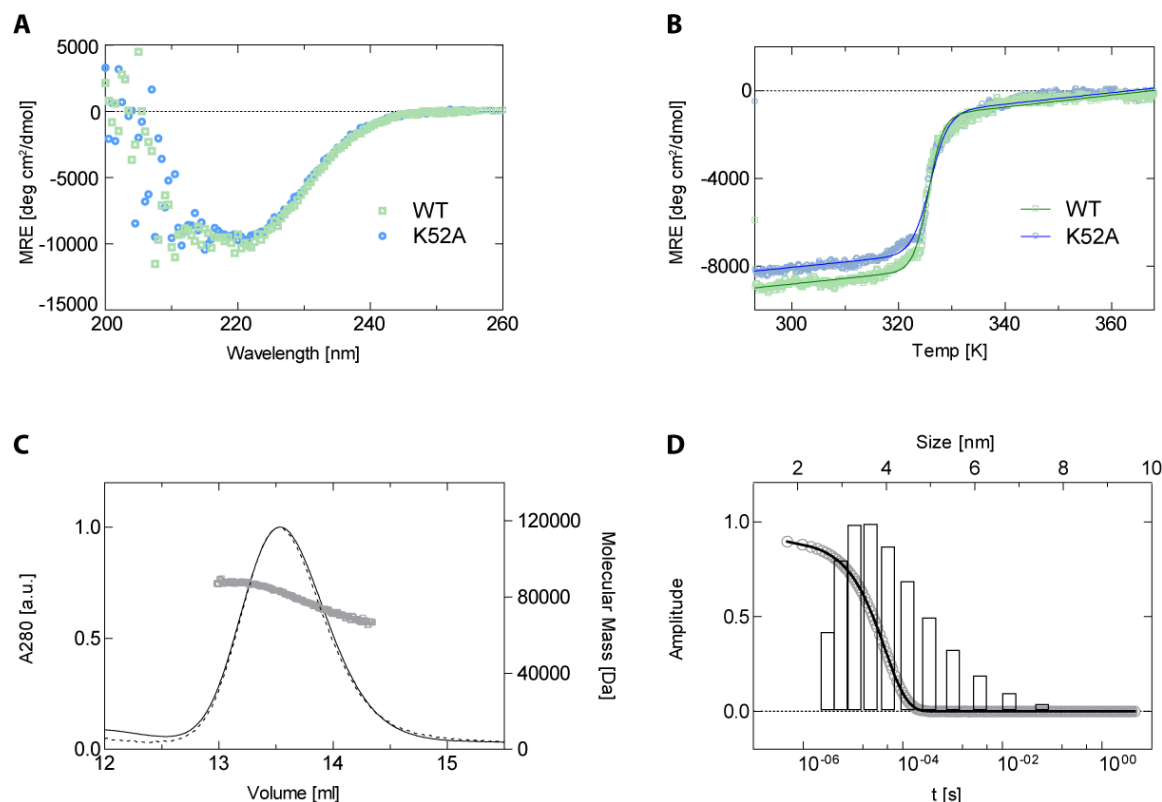 A
5000
0
-5000
-10000
-15000
MRE [deg cm²/dmol]
WT
K52A
200
220
240
260
Wavelength [nm]
B
0
-4000
-8000
MRE [deg cm²/dmol]
WT
K52A
300
320
340
360
Temp [K]
C
1.0
0.5
0.0
A280 [a.u.]
120000
80000
40000
0
Molecular Mass [Da]
12
13
14
15
Volume [ml]
D
Size [nm]
2
4
6
8
10
1.0
0.5
0.0
Amplitude
10⁻⁰⁶
10⁻⁰⁴
10⁻⁰²
10⁰⁰
t [s]